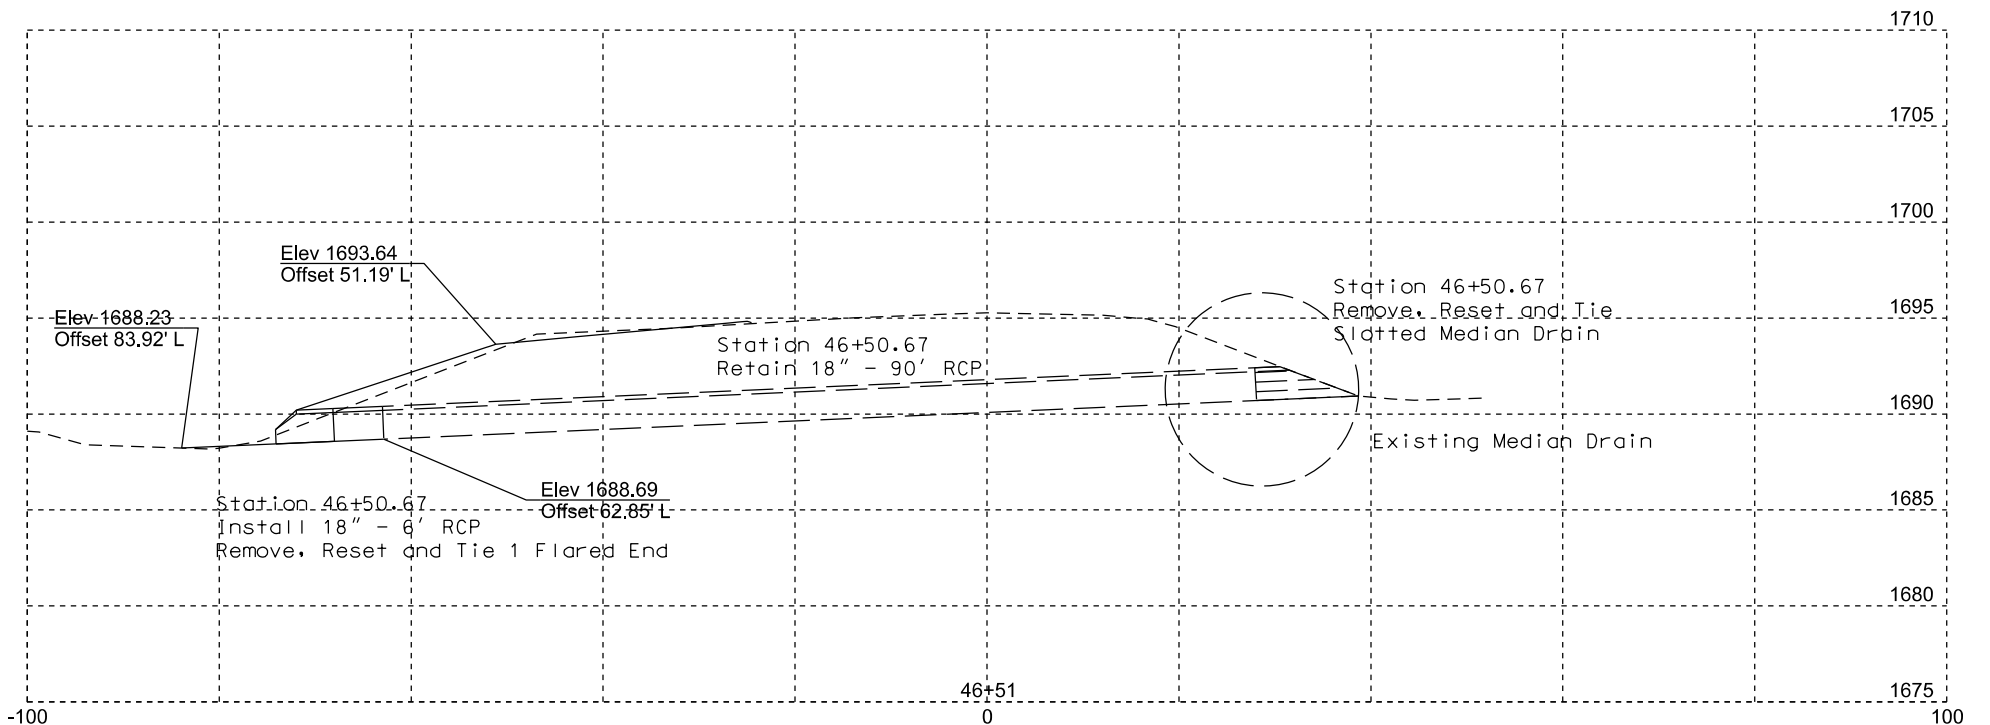 1710
1705
1700
Elev 1693.64
Offset 51.19' L
Station 46+50.67
Remove, Reset and Tie
Slotted Median Drain
1695
Elev 1688.23
Offset 83.92' L
Station 46+50.67
Retain 18" - 90' RCP
1690
Existing Median Drain
Elev 1688.69
Offset 62.85' L
1685
Station 46+50.67
Install 18" - 6' RCP
Remove, Reset and Tie 1 Flared End
1680
46+51
1675
-100
0
100